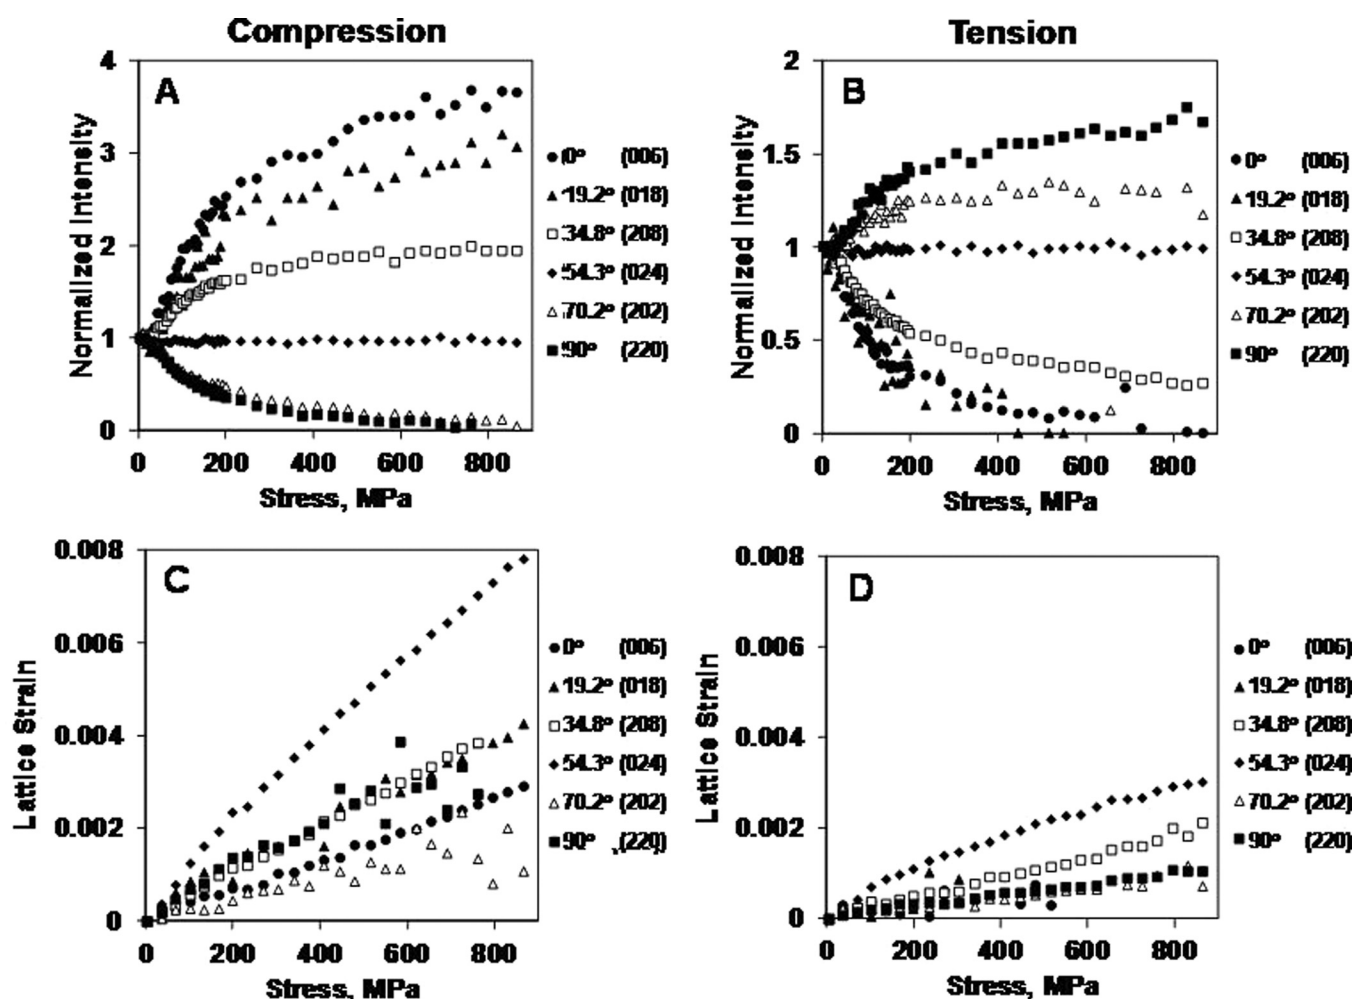 Compression
A
4
3
2
1
0
Normalized Intensity
0 200 400 600 800
Stress, MPa
0° (006)
19.2° (018)
34.8° (208)
54.3° (024)
70.2° (202)
90° (220)
Tension
B
2
1.5
1
0.5
0
Normalized Intensity
0 200 400 600 800
Stress, MPa
0° (006)
19.2° (018)
34.8° (208)
54.3° (024)
70.2° (202)
90° (220)
C
0.008
0.006
0.004
0.002
0
Lattice Strain
0 200 400 600 800
Stress, MPa
0° (006)
19.2° (018)
34.8° (208)
54.3° (024)
70.2° (202)
90° (220)
D
0.008
0.006
0.004
0.002
0
Lattice Strain
0 200 400 600 800
Stress, MPa
0° (006)
19.2° (018)
34.8° (208)
54.3° (024)
70.2° (202)
90° (220)